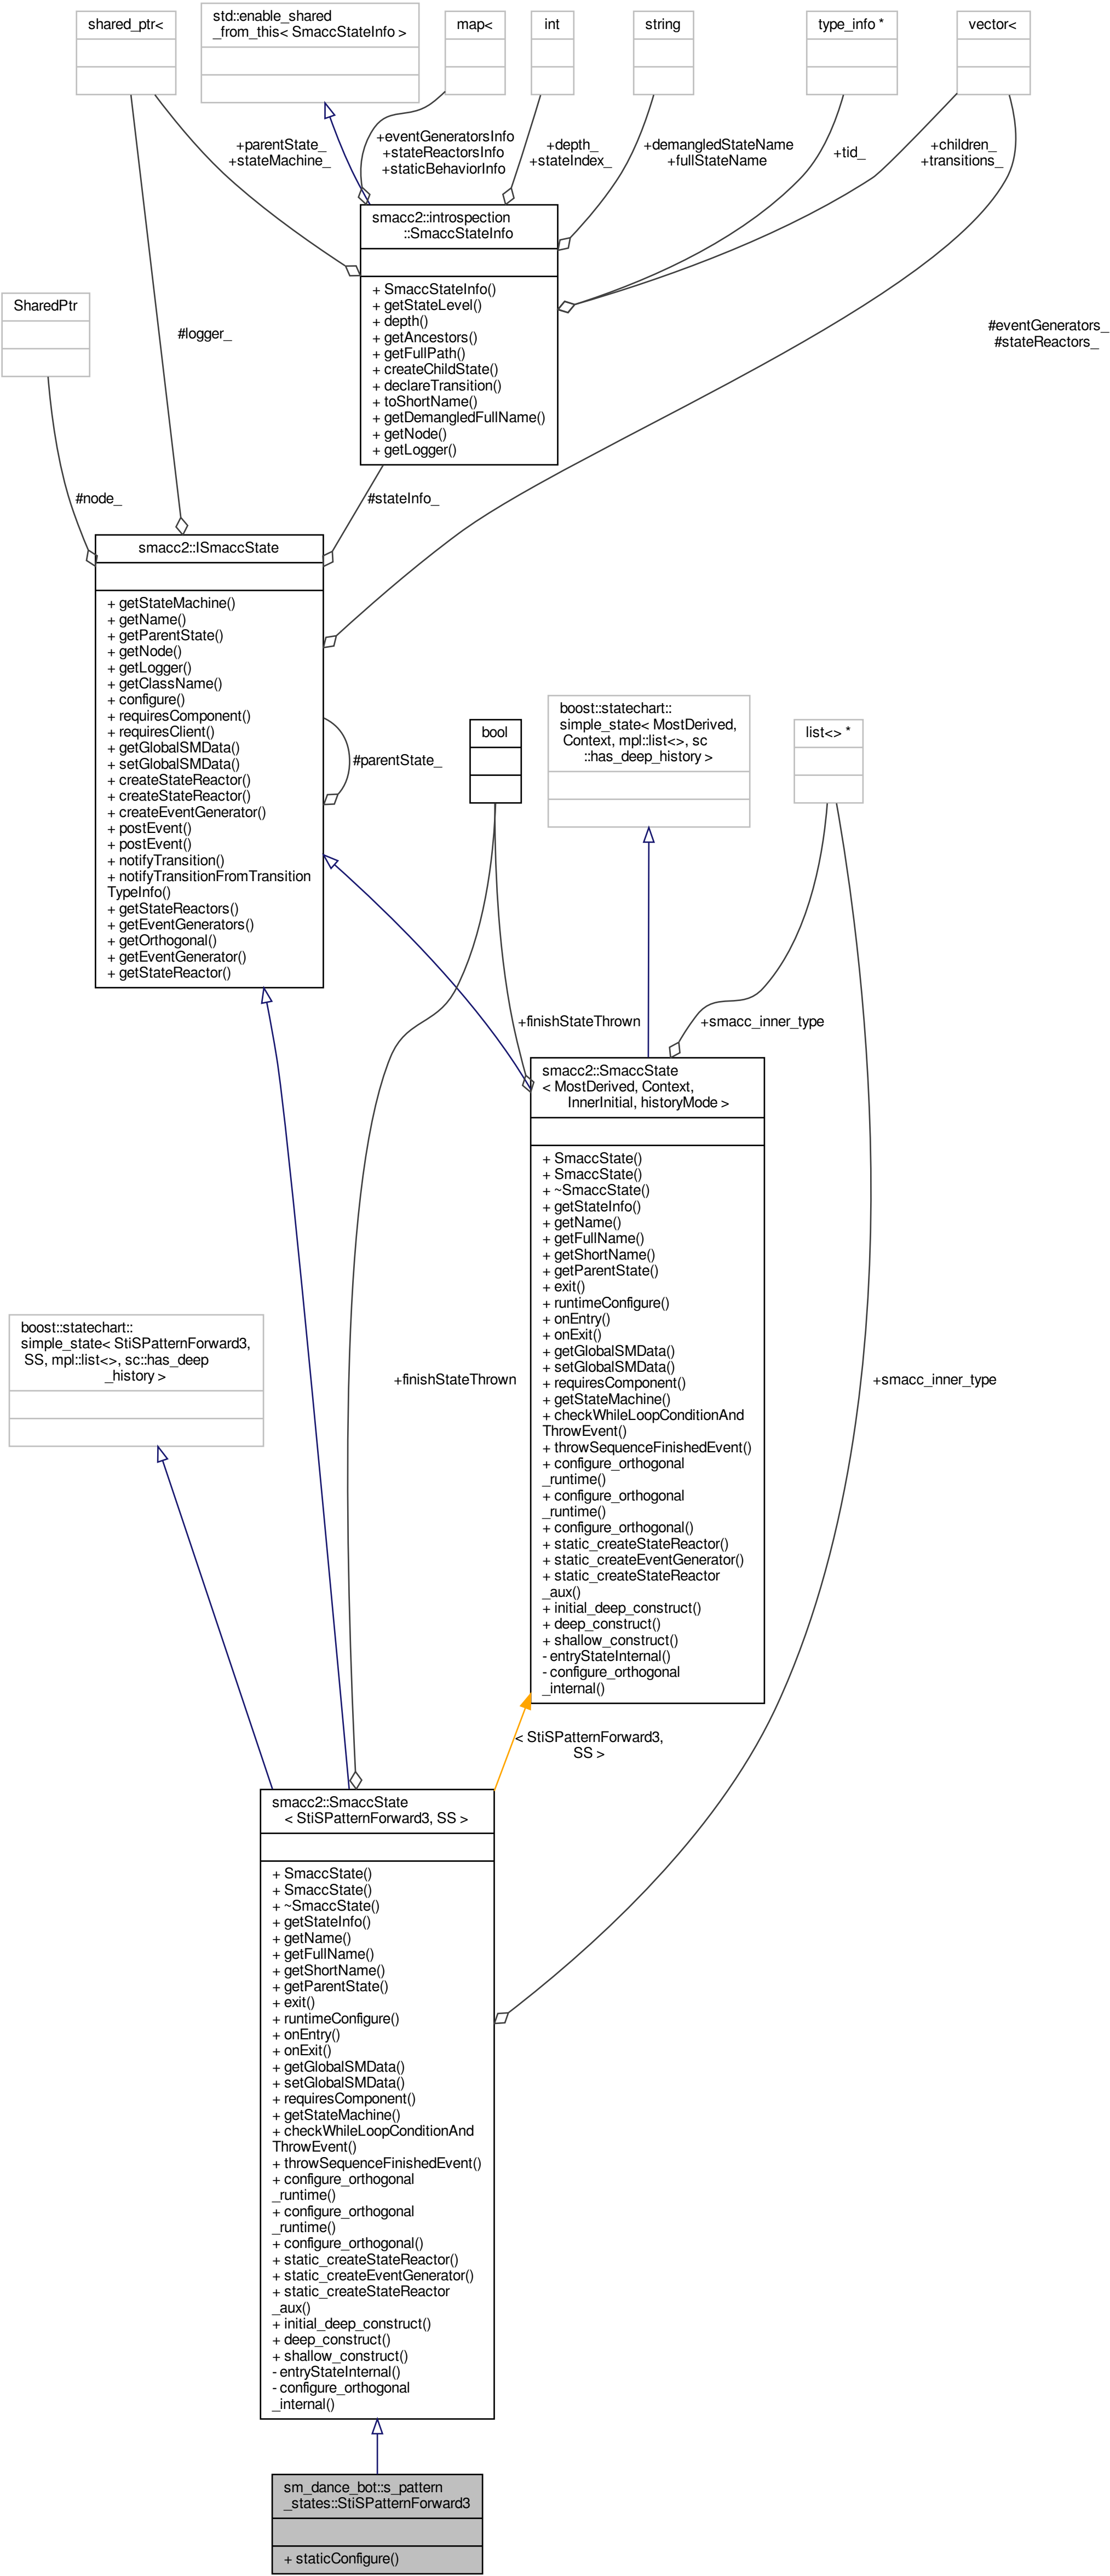 shared_ptr<
std::enable_shared
_from_this< SmaccStateInfo >
map<
int
string
type_info *
vector<
+parentState_
+stateMachine_
+eventGeneratorsInfo
+stateReactorsInfo
+staticBehaviorInfo
+depth_
+stateIndex_
+demangledStateName
+fullStateName
+tid_
+children_
+transitions_
smacc2::introspection
::SmaccStateInfo
+ SmaccStateInfo()
+ getStateLevel()
+ depth()
+ getAncestors()
+ getFullPath()
+ createChildState()
+ declareTransition()
+ toShortName()
+ getDemangledFullName()
+ getNode()
+ getLogger()
SharedPtr
#logger_
#eventGenerators_
#stateReactors_
#node_
#stateInfo_
smacc2::ISmaccState
+ getStateMachine()
+ getName()
+ getParentState()
+ getNode()
+ getLogger()
+ getClassName()
+ configure()
+ requiresComponent()
+ requiresClient()
+ getGlobalSMData()
+ setGlobalSMData()
+ createStateReactor()
+ createStateReactor()
+ createEventGenerator()
+ postEvent()
+ postEvent()
+ notifyTransition()
+ notifyTransitionFromTransition
TypeInfo()
+ getStateReactors()
+ getEventGenerators()
+ getOrthogonal()
+ getEventGenerator()
+ getStateReactor()
#parentState_
bool
boost::statechart::
simple_state< MostDerived,
Context, mpl::list<>, sc
::has_deep_history >
list<> *
+finishStateThrown
+smacc_inner_type
smacc2::SmaccState
< MostDerived, Context,
InnerInitial, historyMode >
+ SmaccState()
+ SmaccState()
+ ~SmaccState()
+ getStateInfo()
+ getName()
+ getFullName()
+ getShortName()
+ getParentState()
+ exit()
+ runtimeConfigure()
+ onEntry()
+ onExit()
+ getGlobalSMData()
+ setGlobalSMData()
+ requiresComponent()
+ getStateMachine()
+ checkWhileLoopConditionAnd
ThrowEvent()
+ throwSequenceFinishedEvent()
+ configure_orthogonal
_runtime()
+ configure_orthogonal
_runtime()
+ configure_orthogonal()
+ static_createStateReactor()
+ static_createEventGenerator()
+ static_createStateReactor
_aux()
+ initial_deep_construct()
+ deep_construct()
+ shallow_construct()
- entryStateInternal()
- configure_orthogonal
_internal()
boost::statechart::
simple_state< StiSPatternForward3,
SS, mpl::list<>, sc::has_deep
_history >
+finishStateThrown
+smacc_inner_type
< StiSPatternForward3,
SS >
smacc2::SmaccState
< StiSPatternForward3, SS >
+ SmaccState()
+ SmaccState()
+ ~SmaccState()
+ getStateInfo()
+ getName()
+ getFullName()
+ getShortName()
+ getParentState()
+ exit()
+ runtimeConfigure()
+ onEntry()
+ onExit()
+ getGlobalSMData()
+ setGlobalSMData()
+ requiresComponent()
+ getStateMachine()
+ checkWhileLoopConditionAnd
ThrowEvent()
+ throwSequenceFinishedEvent()
+ configure_orthogonal
_runtime()
+ configure_orthogonal
_runtime()
+ configure_orthogonal()
+ static_createStateReactor()
+ static_createEventGenerator()
+ static_createStateReactor
_aux()
+ initial_deep_construct()
+ deep_construct()
+ shallow_construct()
- entryStateInternal()
- configure_orthogonal
_internal()
sm_dance_bot::s_pattern
_states::StiSPatternForward3
+ staticConfigure()